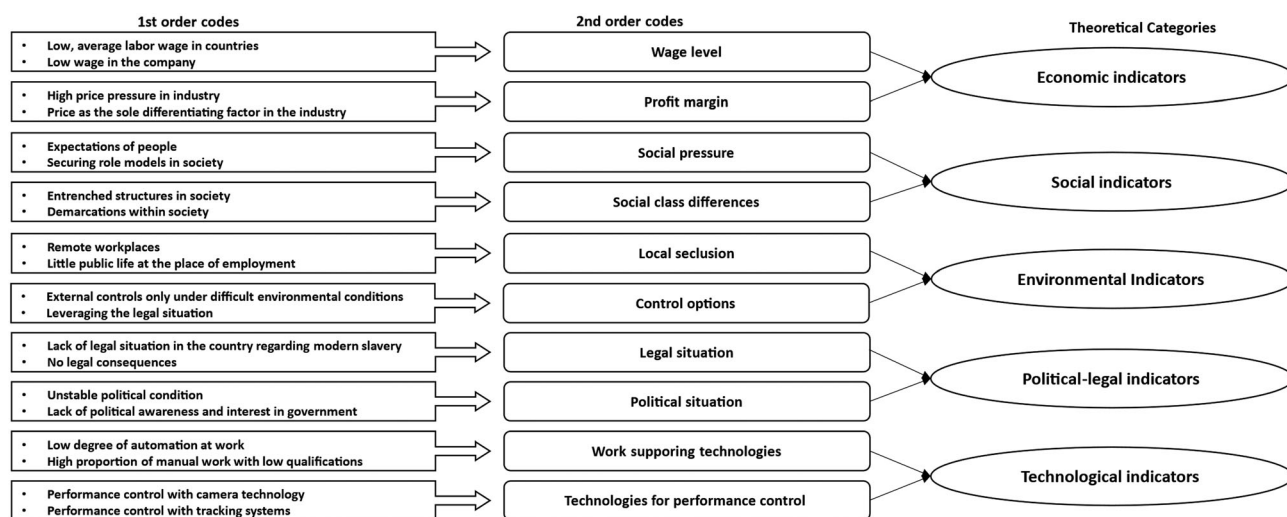 1st order codes
2nd order codes
Theoretical Categories
• Low, average labor wage in countries
• Low wage in the company
Wage level
Economic indicators
• High price pressure in industry
• Price as the sole differentiating factor in the industry
Profit margin
• Expectations of people
• Securing role models in society
Social pressure
Social indicators
• Entrenched structures in society
• Demarcations within society
Social class differences
• Remote workplaces
• Little public life at the place of employment
Local seclusion
Environmental Indicators
• External controls only under difficult environmental conditions
• Leveraging the legal situation
Control options
• Lack of legal situation in the country regarding modern slavery
• No legal consequences
Legal situation
Political-legal indicators
• Unstable political condition
• Lack of political awareness and interest in government
Political situation
• Low degree of automation at work
• High proportion of manual work with low qualifications
Work supporing technologies
Technological indicators
• Performance control with camera technology
• Performance control with tracking systems
Technologies for performance control